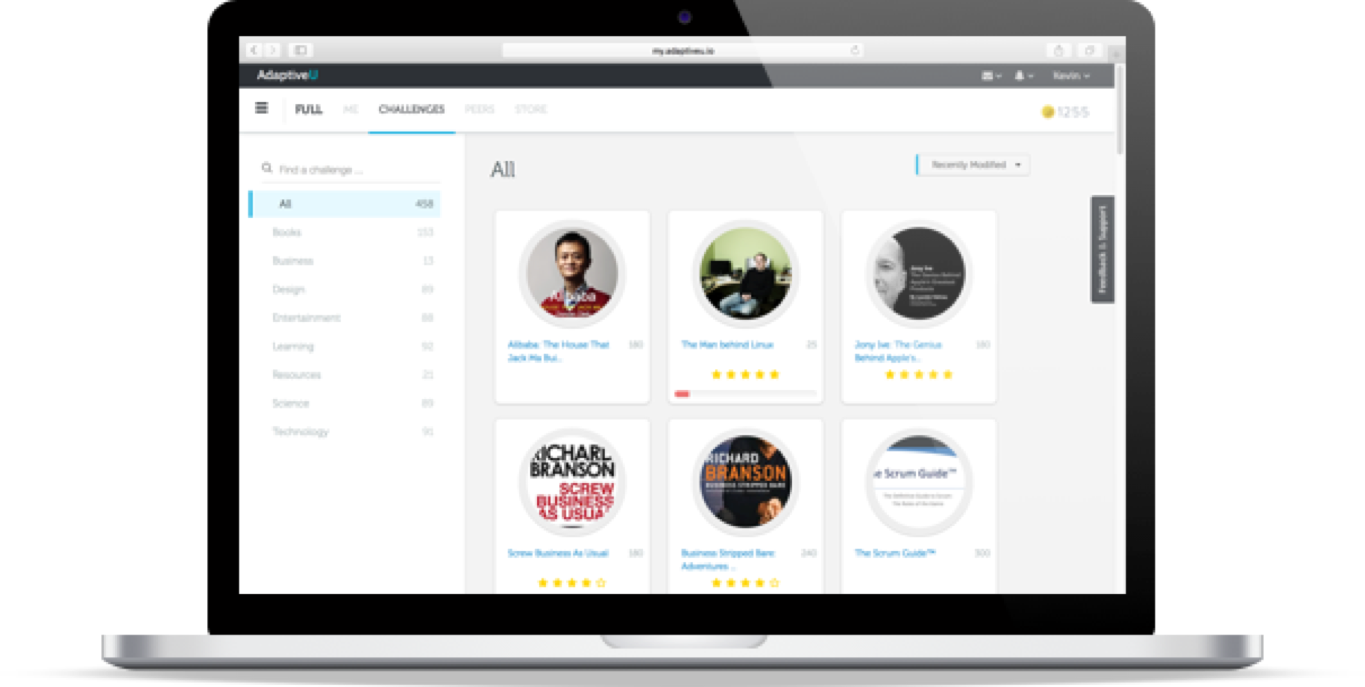 my.adaptiveu.io
AdaptiveU
Kevin
FULL
ME
CHALLENGES
PEERS
STORE
1255
Find a challenge ...
All 458
Books 153
Business 13
Design 89
Entertainment 88
Learning 92
Resources 21
Science 89
Technology 91
All
Recently Modified
Feedback & Support
Alibaba
Alibaba: The House That 180
Jack Ma Bui...
The Man behind Linux 25
Jony Ive
The Genius Behind
Apple's Greatest
Products
Jony Ive: The Genius 180
Behind Apple's...
RICHARD
BRANSON
SCREW
BUSINESS
AS USUAL
Screw Business As Usual 180
RICHARD
BRANSON
BUSINESS STRIPPED BARE
Business Stripped Bare: 240
Adventures ...
The Scrum Guide™
The Definitive Guide to Scrum:
The Rules of the Game
The Scrum Guide™ 300